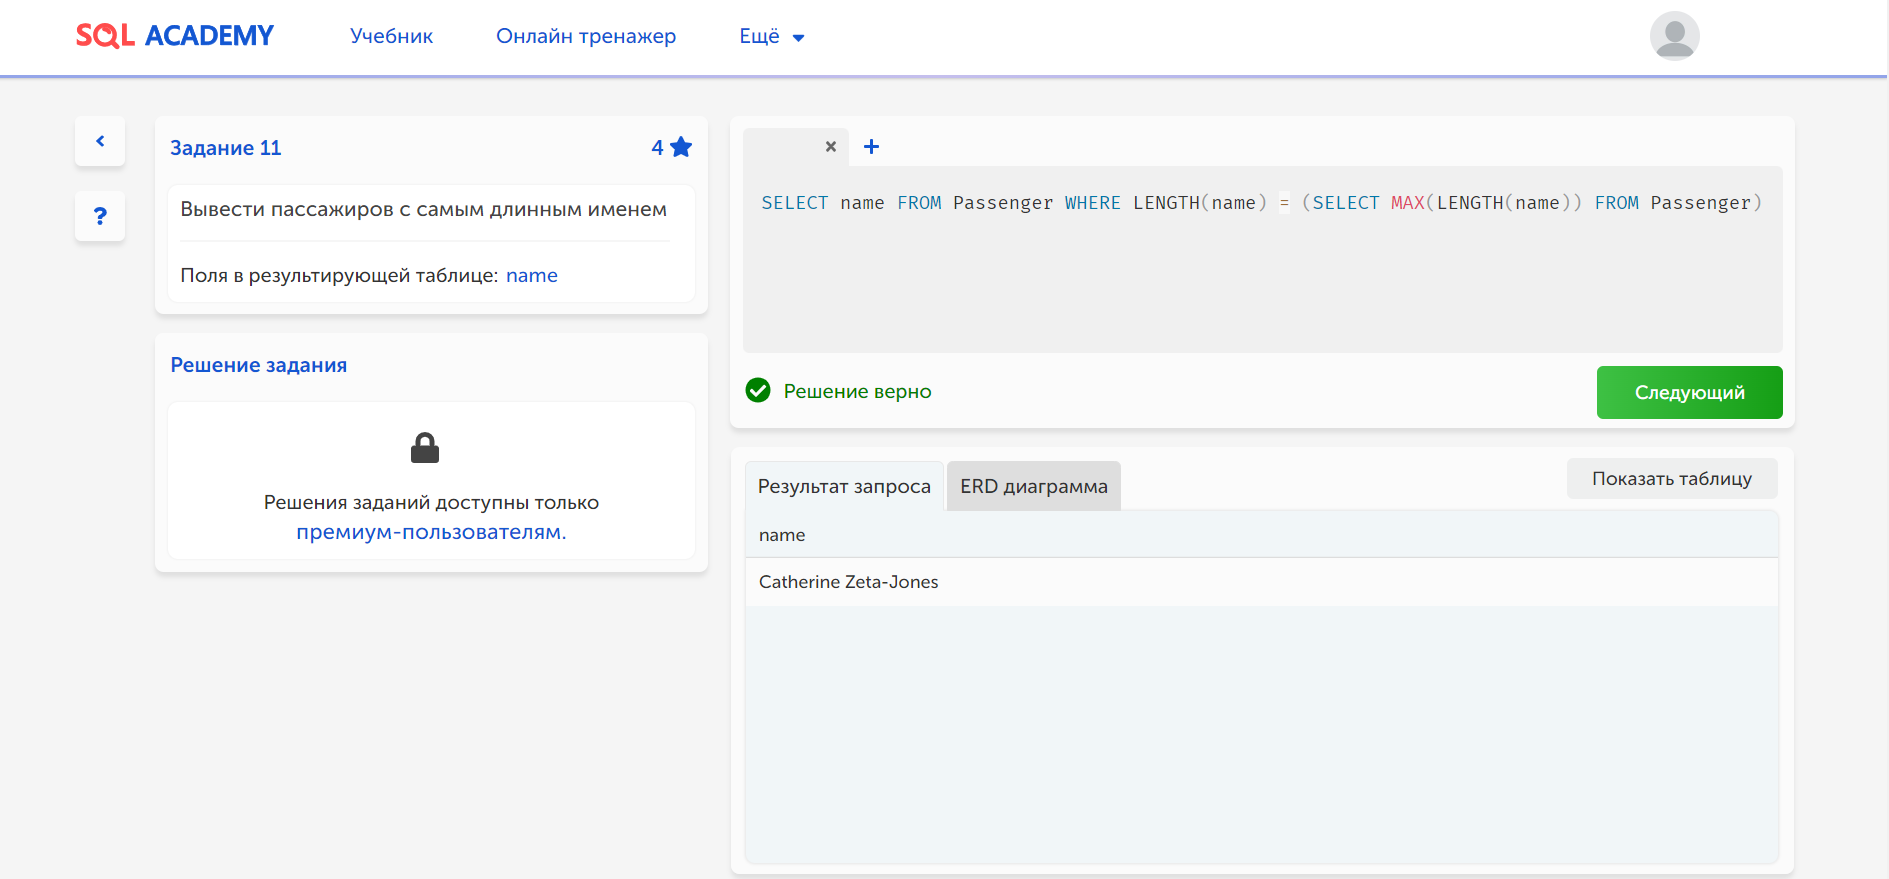 SQL ACADEMY
Учебник
Онлайн тренажер
Ещё
Задание 11
4
Вывести пассажиров с самым длинным именем
Поля в результирующей таблице: name
?
Решение задания
Решения заданий доступны только
премиум-пользователям.
SELECT name FROM Passenger WHERE LENGTH(name) = (SELECT MAX(LENGTH(name)) FROM Passenger)
Решение верно
Следующий
Результат запроса
ERD диаграмма
Показать таблицу
name
Catherine Zeta-Jones